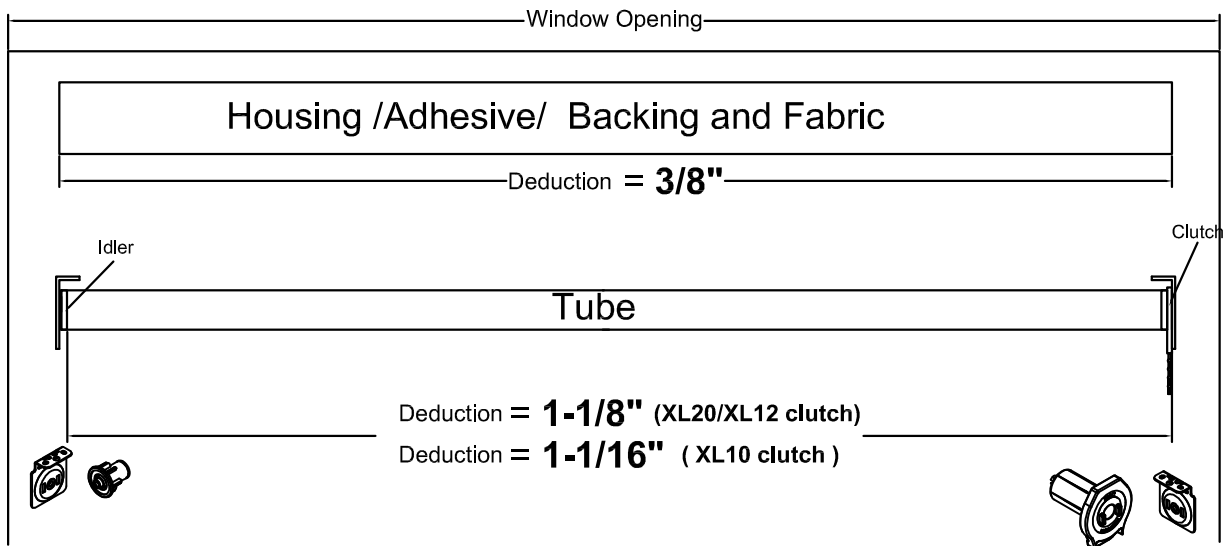 Window Opening
Housing /Adhesive/ Backing and Fabric
Deduction = 3/8"
Idler
Clutch
Tube
Deduction = 1-1/8" (XL20/XL12 clutch)
Deduction = 1-1/16" ( XL10 clutch )